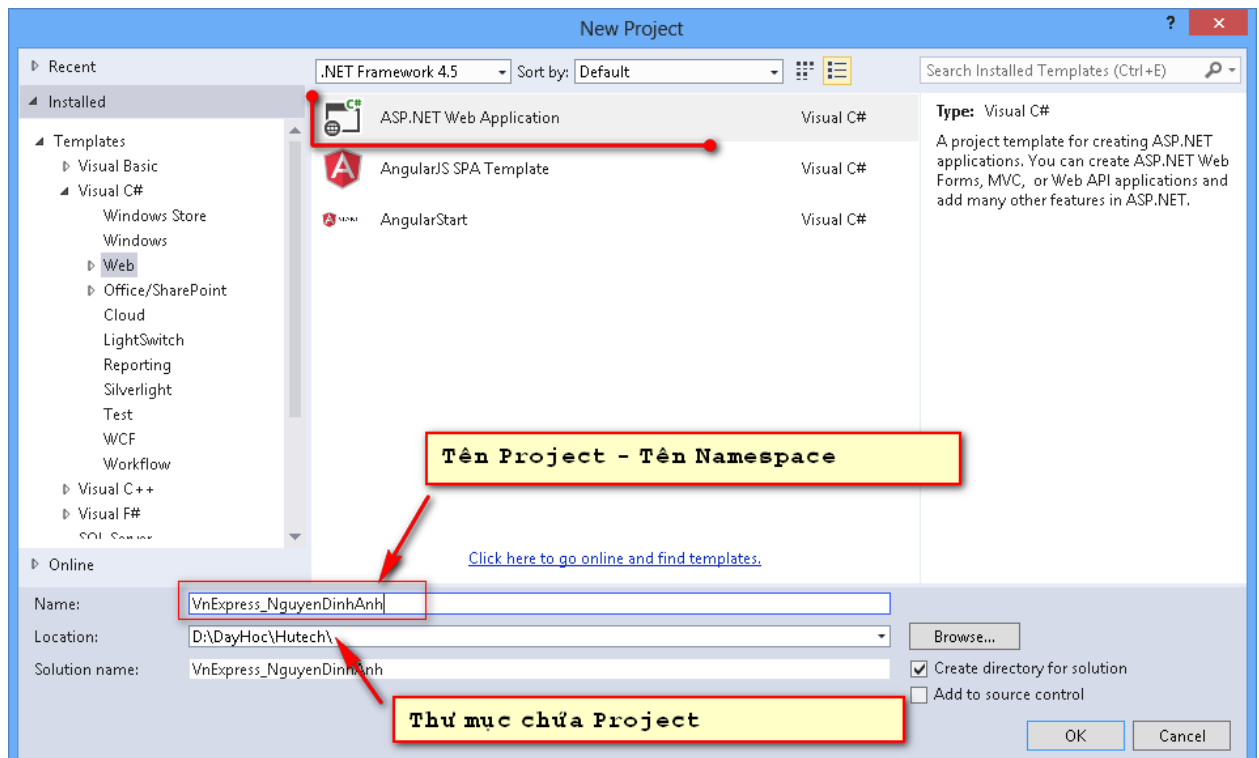 New Project
?
Recent
.NET Framework 4.5
Sort by:
Default
Search Installed Templates (Ctrl+E)
Installed
Templates
Visual Basic
Visual C#
Windows Store
Windows
Web
Office/SharePoint
Cloud
LightSwitch
Reporting
Silverlight
Test
WCF
Workflow
Visual C++
Visual F#
SQL Server
Online
C#
ASP.NET Web Application
Visual C#
AngularJS SPA Template
Visual C#
AngularStart
Visual C#
Type: Visual C#
A project template for creating ASP.NET
applications. You can create ASP.NET Web
Forms, MVC, or Web API applications and
add many other features in ASP.NET.
Tên Project - Tên Namespace
Click here to go online and find templates.
Name:
VnExpress_NguyenDinhAnh
Location:
D:\DayHoc\Hutech\
Browse...
Solution name:
VnExpress_NguyenDinhAnh
Create directory for solution
Add to source control
Thư mục chứa Project
OK
Cancel